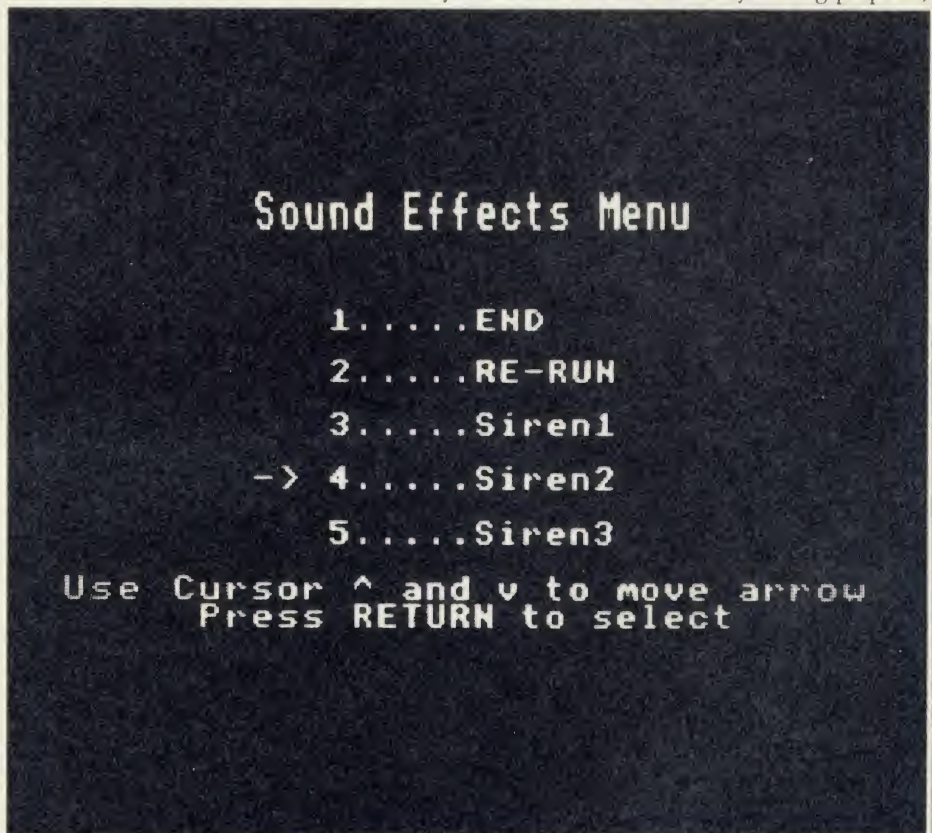 Sound Effects Menu
1.....END
2.....RE-RUN
3.....Siren1
-> 4.....Siren2
5.....Siren3
Use Cursor ^ and v to move arrow
Press RETURN to select